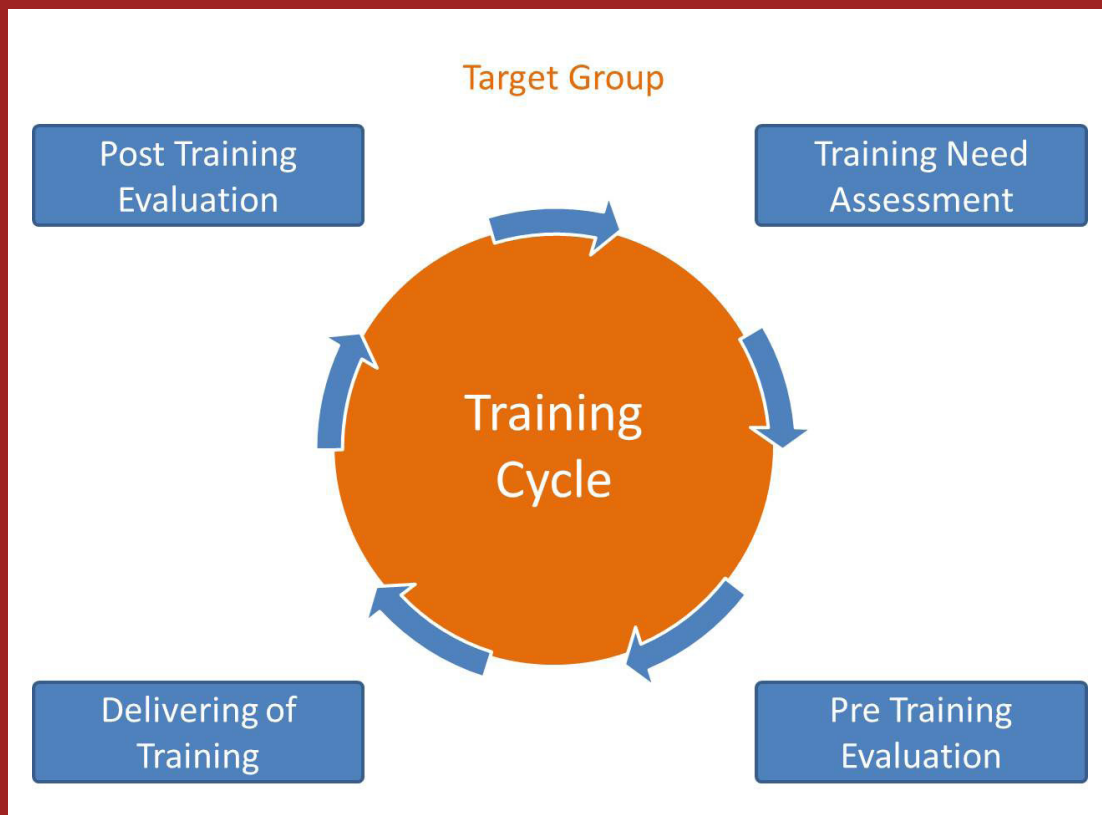 Target Group
Post Training
Evaluation
Training Need
Assessment
Training
Cycle
Delivering of
Training
Pre Training
Evaluation